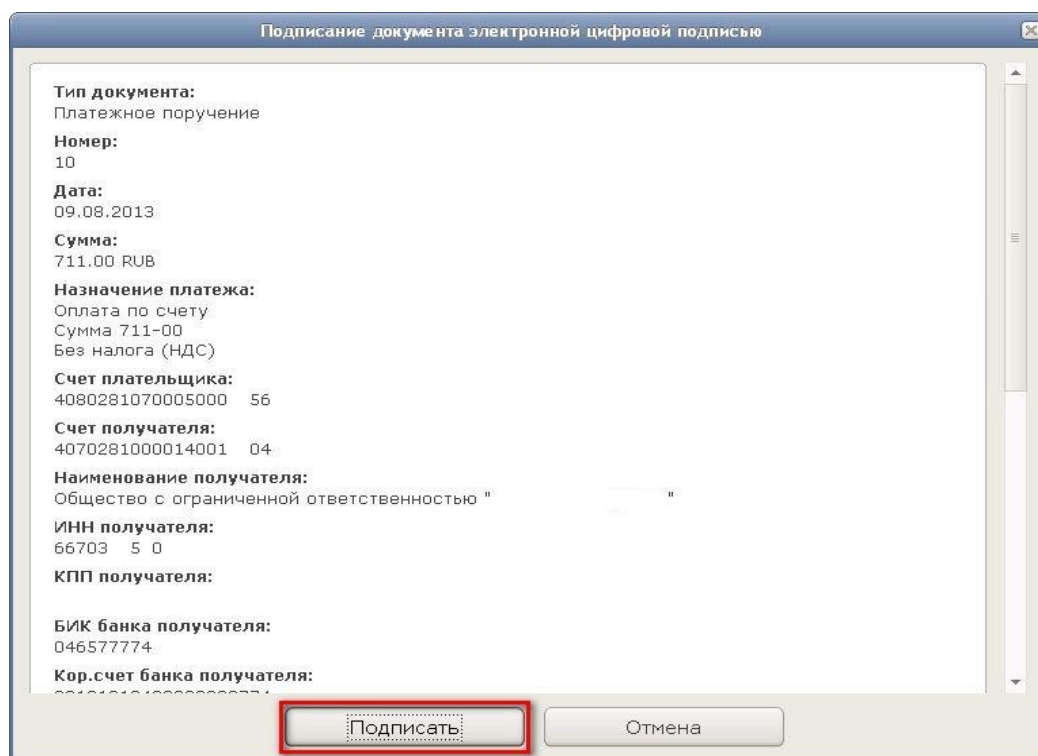 Подписание документа электронной цифровой подписью
Тип документа:
Платежное поручение
Номер:
10
Дата:
09.08.2013
Сумма:
711.00 RUB
Назначение платежа:
Оплата по счету
Сумма 711-00
Без налога (НДС)
Счет плательщика:
4080281070005000 56
Счет получателя:
4070281000014001 04
Наименование получателя:
Общество с ограниченной ответственностью " "
ИНН получателя:
66703 5 0
КПП получателя:
БИК банка получателя:
046577774
Кор.счет банка получателя:
Подписать
Отмена